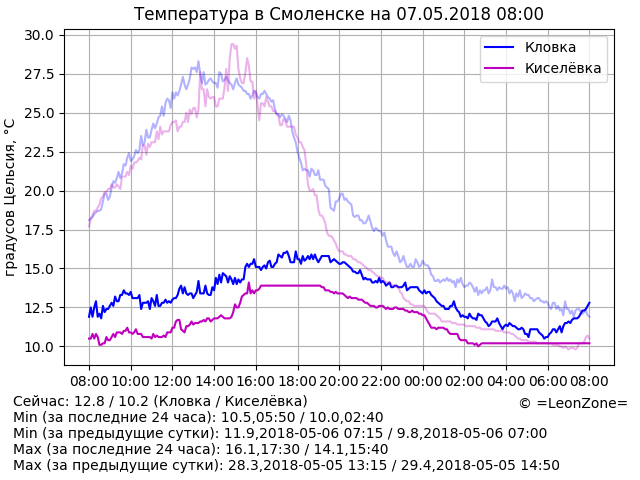 Температура в Смоленске на 07.05.2018 08:00
30.0
27.5
25.0
22.5
20.0
17.5
15.0
12.5
10.0
градусов Цельсия, °C
Кловка
Киселёвка
08:00 10:00 12:00 14:00 16:00 18:00 20:00 22:00 00:00 02:00 04:00 06:00 08:00
Сейчас: 12.8 / 10.2 (Кловка / Киселёвка)
© =LeonZone=
Min (за последние 24 часа): 10.5,05:50 / 10.0,02:40
Min (за предыдущие сутки): 11.9,2018-05-06 07:15 / 9.8,2018-05-06 07:00
Max (за последние 24 часа): 16.1,17:30 / 14.1,15:40
Max (за предыдущие сутки): 28.3,2018-05-05 13:15 / 29.4,2018-05-05 14:50